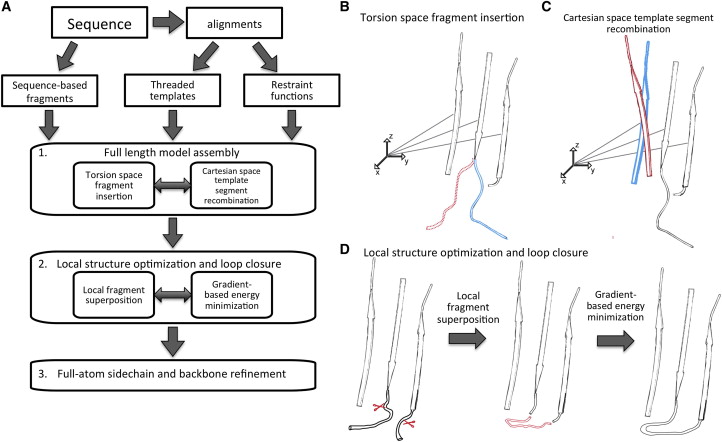 A
Sequence
alignments
Sequence-based
fragments
Threaded
templates
Restraint
functions
1.
Full length model assembly
Torsion space
fragment
insertion
Cartesian space
template
segment
recombination
2.
Local structure optimization and loop closure
Local fragment
superposition
Gradient-
based energy
minimization
3. Full-atom sidechain and backbone refinement
B
Torsion space fragment insertion
z
y
x
C
Cartesian space template segment
recombination
z
y
x
D
Local structure optimization and loop closure
Local
fragment
superposition
Gradient-
based energy
minimization